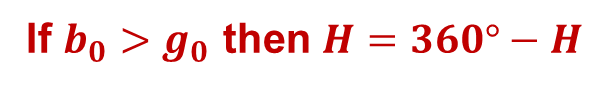 If b₀ > g₀ then H = 360° − H